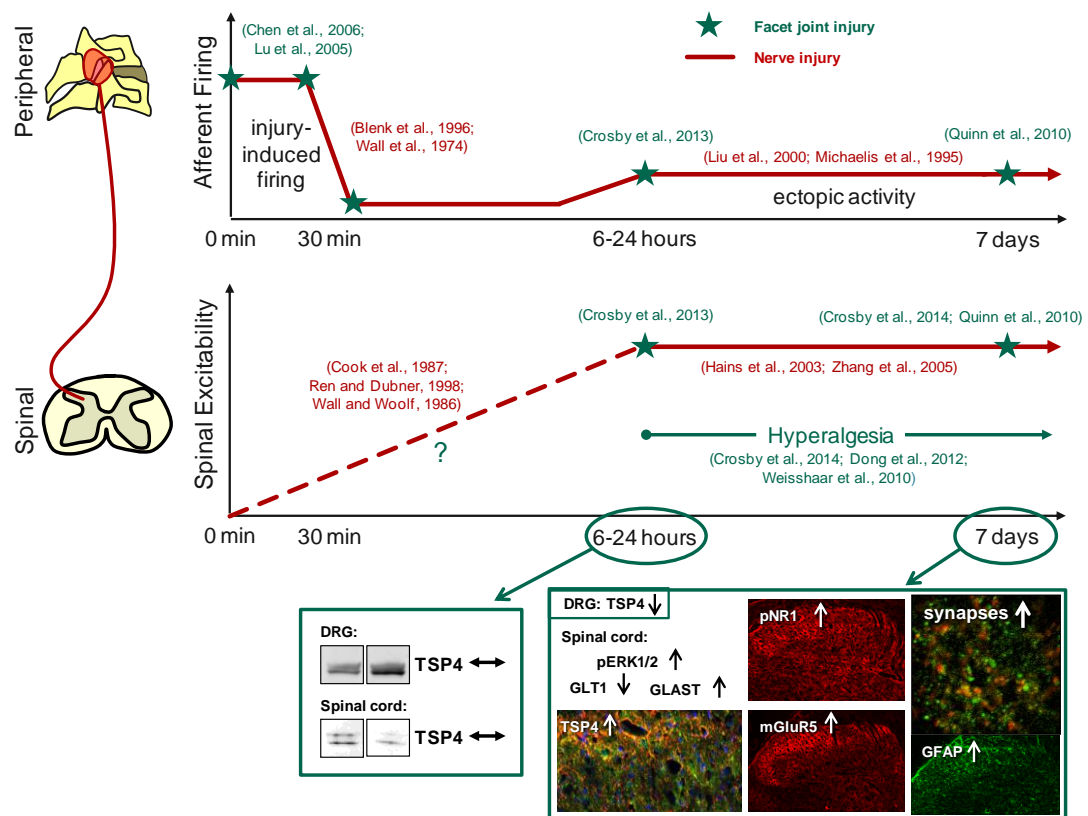 Peripheral
Spinal
Afferent Firing
(Chen et al., 2006;
Lu et al., 2005)
Facet joint injury
Nerve injury
injury-
induced
firing
(Blenk et al., 1996;
Wall et al., 1974)
(Crosby et al., 2013)
(Quinn et al., 2010)
(Liu et al., 2000; Michaelis et al., 1995)
ectopic activity
0 min
30 min
6-24 hours
7 days
Spinal Excitability
(Crosby et al., 2013)
(Crosby et al., 2014; Quinn et al., 2010)
(Cook et al., 1987;
Ren and Dubner, 1998;
Wall and Woolf, 1986)
(Hains et al., 2003; Zhang et al., 2005)
?
Hyperalgesia
(Crosby et al., 2014; Dong et al., 2012;
Weisshaar et al., 2010)
0 min
30 min
6-24 hours
7 days
DRG:
TSP4 ↔
Spinal cord:
TSP4 ↔
DRG: TSP4 ↓
Spinal cord:
pERK1/2 ↑
GLT1 ↓ GLAST ↑
TSP4 ↑
pNR1 ↑
mGluR5 ↑
synapses ↑
GFAP ↑